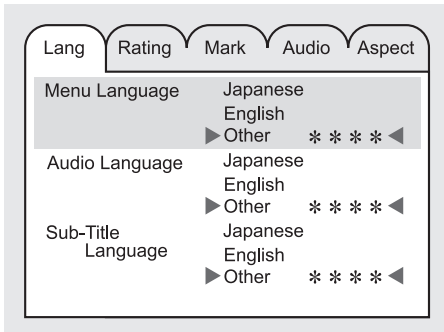 Lang Rating Mark Audio Aspect
Menu Language Japanese
English
▶Other ＊＊＊＊◀
Audio Language Japanese
English
▶Other ＊＊＊＊◀
Sub-Title Japanese
Language English
▶Other ＊＊＊＊◀